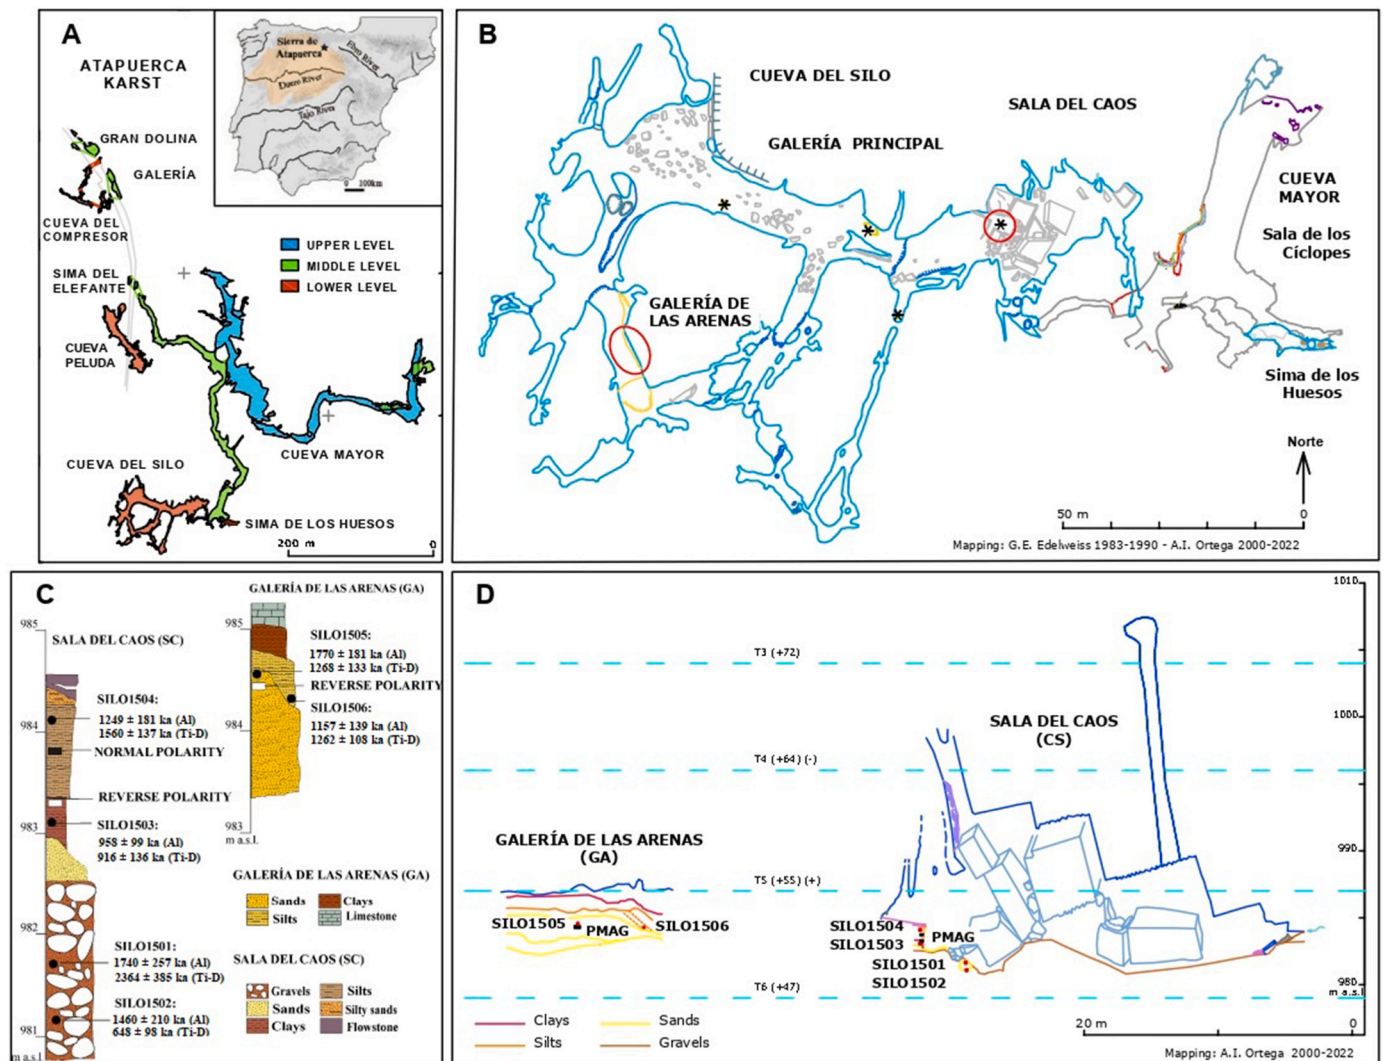 A
ATAPUERCA
KARST
Sierra de
Atapuerca
Ebro River
Duero River
Tajo River
0 100km
GRAN DOLINA
GALERÍA
CUEVA DEL
COMPRESOR
SIMA DEL
ELEFANTE
CUEVA
PELUDA
UPPER LEVEL
MIDDLE LEVEL
LOWER LEVEL
CUEVA MAYOR
CUEVA DEL SILO
SIMA DE LOS HUESOS
200 m 0
B
CUEVA DEL SILO
GALERÍA PRINCIPAL
SALA DEL CAOS
GALERÍA DE
LAS ARENAS
CUEVA
MAYOR
Sala de los
Cíclopes
Sima de los
Huesos
Norte
50 m 0
Mapping: G.E. Edelweiss 1983-1990 - A.I. Ortega 2000-2022
C
GALERÍA DE LAS ARENAS (GA)
985
984
983
m a.s.l.
SILO1505:
1770 ± 181 ka (Al)
1268 ± 133 ka (Ti-D)
REVERSE POLARITY
SILO1506:
1157 ± 139 ka (Al)
1262 ± 108 ka (Ti-D)
SALA DEL CAOS (SC)
985
984
983
982
981
m a.s.l.
SILO1504:
1249 ± 181 ka (Al)
1560 ± 137 ka (Ti-D)
NORMAL POLARITY
REVERSE POLARITY
SILO1503:
958 ± 99 ka (Al)
916 ± 136 ka (Ti-D)
SILO1501:
1740 ± 257 ka (Al)
2364 ± 385 ka (Ti-D)
SILO1502:
1460 ± 210 ka (Al)
648 ± 98 ka (Ti-D)
GALERÍA DE LAS ARENAS (GA)
Sands Clays
Silts Limestone
SALA DEL CAOS (SC)
Gravels Silts
Sands Silty sands
Clays Flowstone
D
1010
1000
990
980
m a.s.l
T3 (+72)
T4 (+64) (-)
T5 (+55) (+)
T6 (+47)
SALA DEL CAOS
(CS)
GALERÍA DE LAS ARENAS
(GA)
SILO1505 PMAG SILO1506
SILO1504
SILO1503 PMAG
SILO1501
SILO1502
Clays Sands
Silts Gravels
20 m 0
Mapping: A.I. Ortega 2000-2022